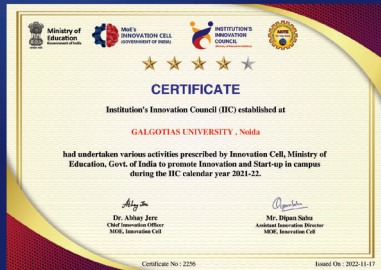 Ministry of
Education
Government of India
MoE's
INNOVATION CELL
(GOVERNMENT OF INDIA)
INSTITUTION'S
INNOVATION
COUNCIL
CERTIFICATE
Institution's Innovation Council (IIC) established at
GALGOTIAS UNIVERSITY , Noida
had undertaken various activities prescribed by Innovation Cell, Ministry of
Education, Govt. of India to promote Innovation and Start-up in campus
during the IIC calendar year 2021-22.
Dr. Abhay Jere
Chief Innovation Officer
MOE, Innovation Cell
Mr. Dipan Sahu
Assistant Innovation Director
MOE, Innovation Cell
Certificate No : 2256
Issued On : 2022-11-17